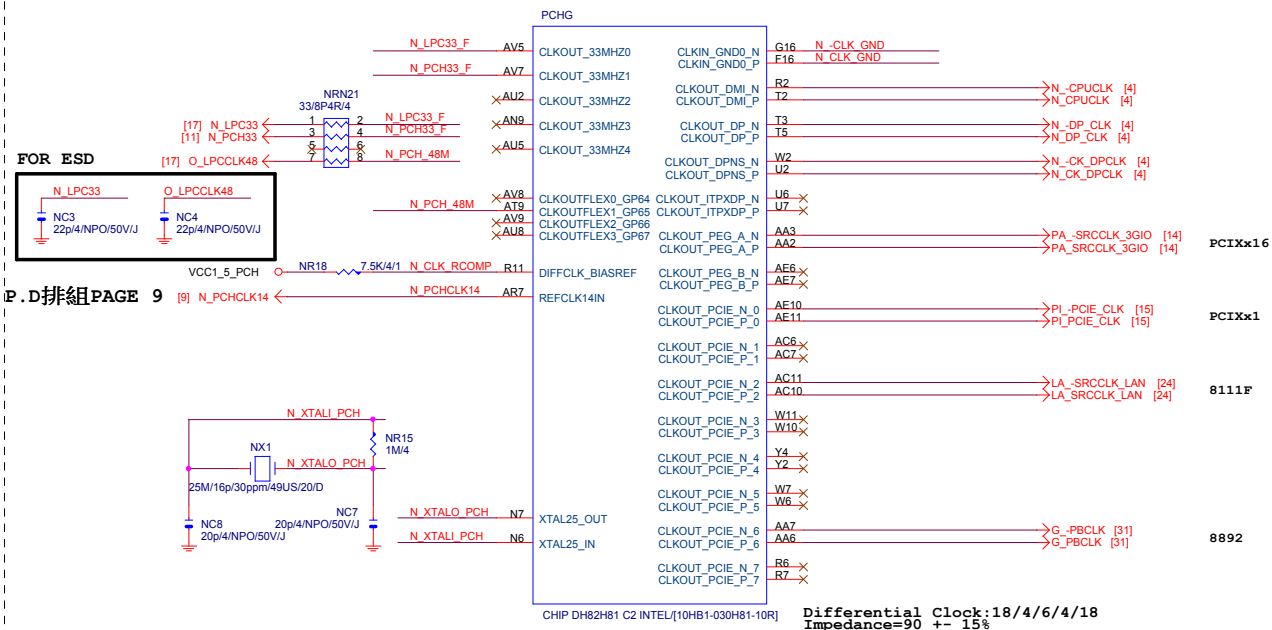 PCHG
N_LPC33_F AV5 CLKOUT_33MHZ0 CLKIN_GND0_N G16 N_-CLK_GND
CLKIN_GND0_P F16 N_CLK_GND
N_PCH33_F AV7 CLKOUT_33MHZ1
CLKOUT_DMI_N R2 N_-CPUCLK [4]
AU2 CLKOUT_33MHZ2 CLKOUT_DMI_P T2 N_CPUCLK [4]
NRN21
33/8P4R/4
[17] N_LPC33 1 2 N_LPC33_F
AN9 CLKOUT_33MHZ3 CLKOUT_DP_N T3 N_-DP_CLK [4]
[11] N_PCH33 3 4 N_PCH33_F
CLKOUT_DP_P T5 N_DP_CLK [4]
5 6
AU5 CLKOUT_33MHZ4
[17] O_LPCCLK48 7 8 N_PCH_48M
CLKOUT_DPNS_N W2 N_-CK_DPCLK [4]
CLKOUT_DPNS_P U2 N_CK_DPCLK [4]
FOR ESD
N_LPC33 O_LPCCLK48
NC3 NC4
22p/4/NPO/50V/J 22p/4/NPO/50V/J
AV8 CLKOUTFLEX0_GP64 CLKOUT_ITPXDP_N U6
N_PCH_48M AT9 CLKOUTFLEX1_GP65 CLKOUT_ITPXDP_P U7
AV9 CLKOUTFLEX2_GP66
AU8 CLKOUTFLEX3_GP67 CLKOUT_PEG_A_N AA3 PA_-SRCCLK_3GIO [14]
CLKOUT_PEG_A_P AA2 PA_SRCCLK_3GIO [14] PCIXx16
VCC1_5_PCH NR18 7.5K/4/1 N_CLK_RCOMP R11 DIFFCLK_BIASREF CLKOUT_PEG_B_N AE6
CLKOUT_PEG_B_P AE7
P.D排組PAGE 9 [9] N_PCHCLK14 N_PCHCLK14 AR7 REFCLK14IN
CLKOUT_PCIE_N_0 AE10 PI_-PCIE_CLK [15]
CLKOUT_PCIE_P_0 AE11 PI_PCIE_CLK [15] PCIXx1
CLKOUT_PCIE_N_1 AC6
CLKOUT_PCIE_P_1 AC7
CLKOUT_PCIE_N_2 AC11 LA_-SRCCLK_LAN [24]
CLKOUT_PCIE_P_2 AC10 LA_SRCCLK_LAN [24] 8111F
N_XTALI_PCH
CLKOUT_PCIE_N_3 W11
CLKOUT_PCIE_P_3 W10
NR15
1M/4
NX1
N_XTALO_PCH
25M/16p/30ppm/49US/20/D
CLKOUT_PCIE_N_4 Y4
CLKOUT_PCIE_P_4 Y2
CLKOUT_PCIE_N_5 W7
CLKOUT_PCIE_P_5 W6
NC8 NC7
20p/4/NPO/50V/J 20p/4/NPO/50V/J
N_XTALO_PCH N7 XTAL25_OUT
CLKOUT_PCIE_N_6 AA7 G_-PBCLK [31]
N_XTALI_PCH N6 XTAL25_IN CLKOUT_PCIE_P_6 AA6 G_PBCLK [31] 8892
CLKOUT_PCIE_N_7 R6
CLKOUT_PCIE_P_7 R7
CHIP DH82H81 C2 INTEL/[10HB1-030H81-10R]
Differential Clock:18/4/6/4/18
Impedance=90 +- 15%